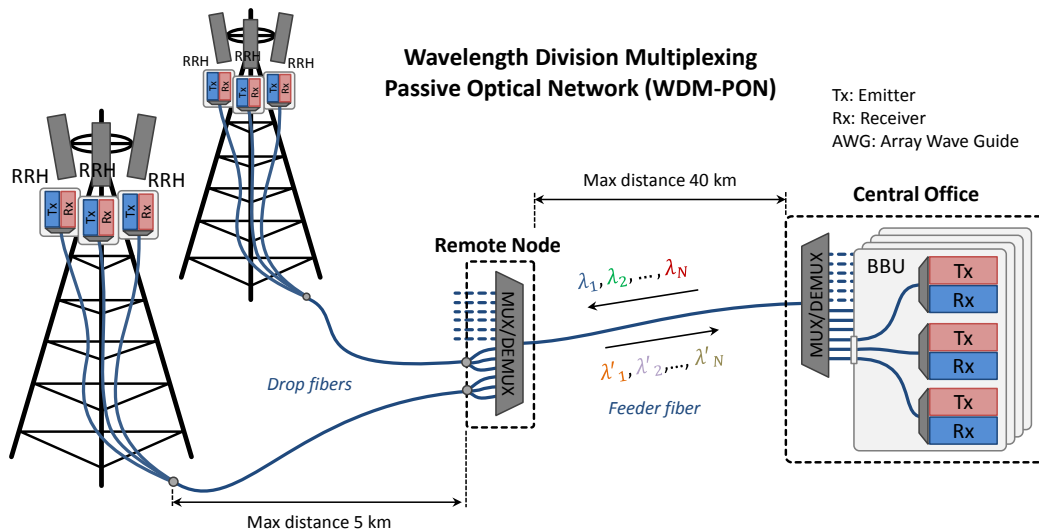 Wavelength Division Multiplexing
Passive Optical Network (WDM-PON)
Tx: Emitter
Rx: Receiver
AWG: Array Wave Guide
RRH
RRH
RRH
Tx
Rx
Tx
Rx
Tx
Rx
RRH
RRH
RRH
Tx
Rx
Tx
Rx
Tx
Rx
Max distance 40 km
Central Office
Remote Node
MUX/DEMUX
λ1, λ2, ..., λN
λ'1, λ'2, ..., λ'N
Drop fibers
Feeder fiber
MUX/DEMUX
BBU
Tx
Rx
Tx
Rx
Tx
Rx
Max distance 5 km